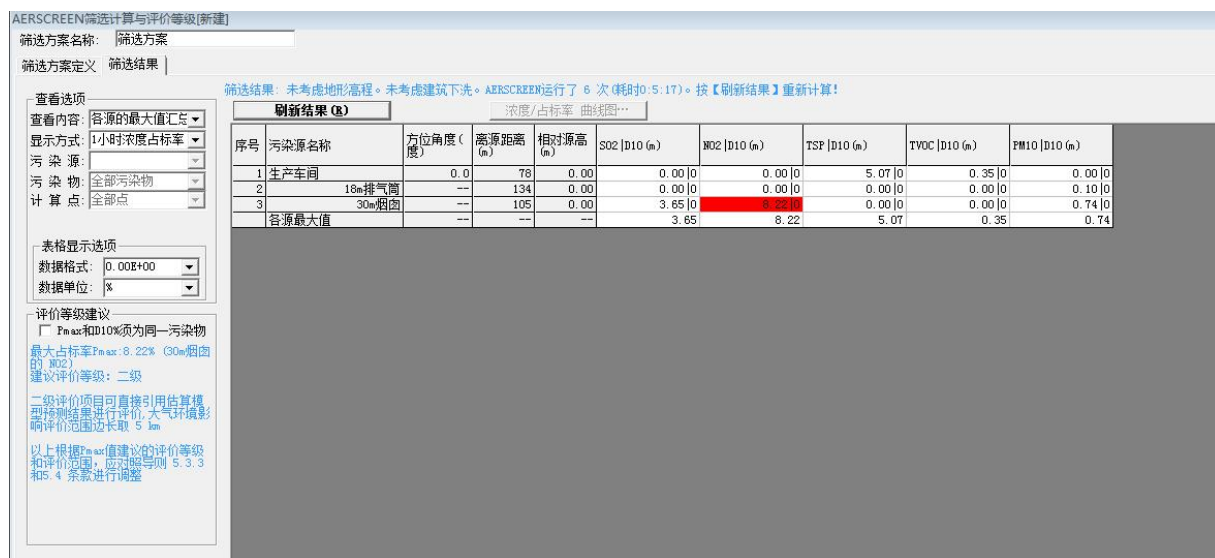 AERSCREEN筛选计算与评价等级[新建]
筛选方案名称: 筛选方案
筛选方案定义 筛选结果
筛选结果: 未考虑地形高程。未考虑建筑下洗。AERSCREEN运行了 6 次(耗时0:5:17)。按【刷新结果】重新计算!
查看选项
查看内容: 各源的最大值汇总
显示方式: 1小时浓度占标率
污 染 源:
污 染 物: 全部污染物
计 算 点: 全部点
表格显示选项
数据格式: 0.00E+00
数据单位: %
评价等级建议
Pmax和D10%须为同一污染物
最大占标率Pmax:8.22% (30m烟囱
的 NO2)
建议评价等级: 二级
二级评价项目可直接引用估算模
型预测结果进行评价,大气环境影
响评价范围边长取 5 km
以上根据Pmax值建议的评价等级
和评价范围, 应对照导则 5.3.3
和5.4 条款进行调整
刷新结果(R) 浓度/占标率 曲线图…
序号 污染源名称 方位角度(度) 离源距离(m) 相对源高(m) SO2|D10(m) NO2|D10(m) TSP|D10(m) TVOC|D10(m) PM10|D10(m)
1 生产车间 0.0 78 0.00 0.00|0 0.00|0 5.07|0 0.35|0 0.00|0
2 18m排气筒 -- 134 0.00 0.00|0 0.00|0 0.00|0 0.00|0 0.10|0
3 30m烟囱 -- 105 0.00 3.65|0 8.22|0 0.00|0 0.00|0 0.74|0
各源最大值 -- -- -- 3.65 8.22 5.07 0.35 0.74